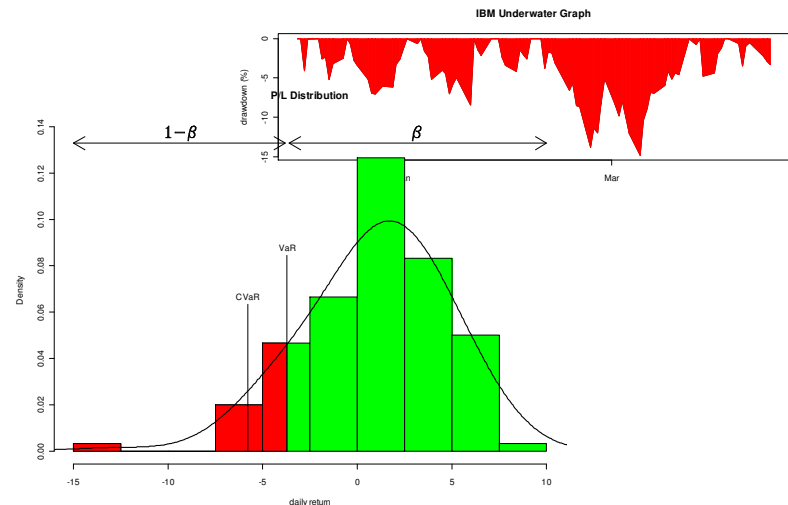 IBM Underwater Graph
drawdown (%)
0
-5
-10
-15
Mar
P/L Distribution
1−β
β
VaR
CVaR
Density
0.14
0.12
0.10
0.08
0.06
0.04
0.02
0.00
-15
-10
-5
0
5
10
daily return